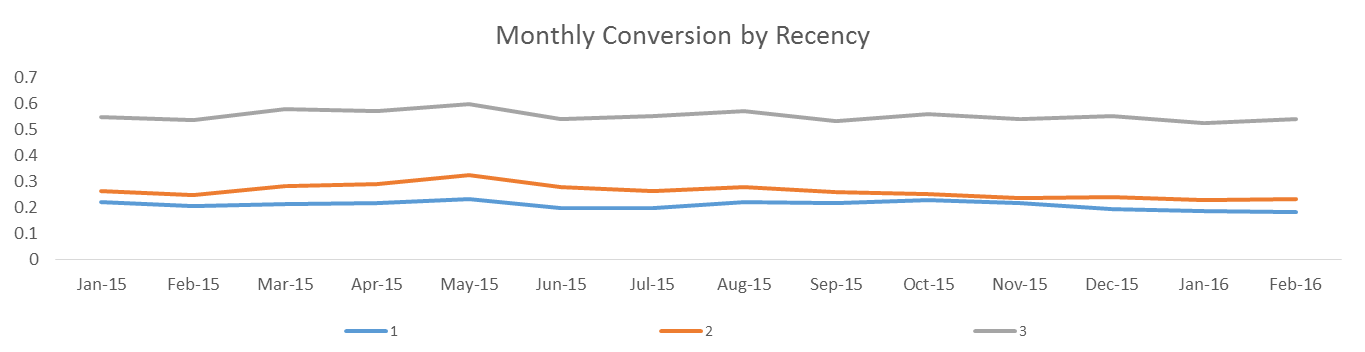 Monthly Conversion by Recency
0.7
0.6
0.5
0.4
0.3
0.2
0.1
0
Jan-15 Feb-15 Mar-15 Apr-15 May-15 Jun-15 Jul-15 Aug-15 Sep-15 Oct-15 Nov-15 Dec-15 Jan-16 Feb-16
1 2 3